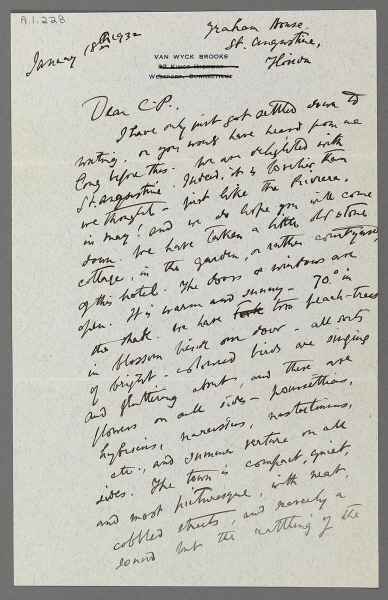 A.1.228
January 18th 1932
Graham House
St. Augustine,
Florida
VAN WYCK BROOKS
KINGS HIGHWAY
WESTPORT, CONNECTICUT
Dear C-P.,
I have only just got settled down to
writing, or you would have heard from me
long before this. We are delighted with
St. Augustine. Indeed, it is lovelier than
we thought - just like the Riviera,
in May! and we do hope you will come
down. We have taken a little old stone
cottage, in the garden, or rather courtyard
of this hotel. The doors & windows are
open. It is warm and sunny - 70° in
the shade. We have two peach-trees
in blossom beside our door - all sorts
of bright-coloured birds are singing
and fluttering about, and there are
flowers on all sides - poinsettias,
hybiscus, narcissus, nasturtiums,
etc., and summer verdure on all
sides. The town is compact, quiet,
and most picturesque, with neat,
cobbled streets, and scarcely a
sound but the rattling of the